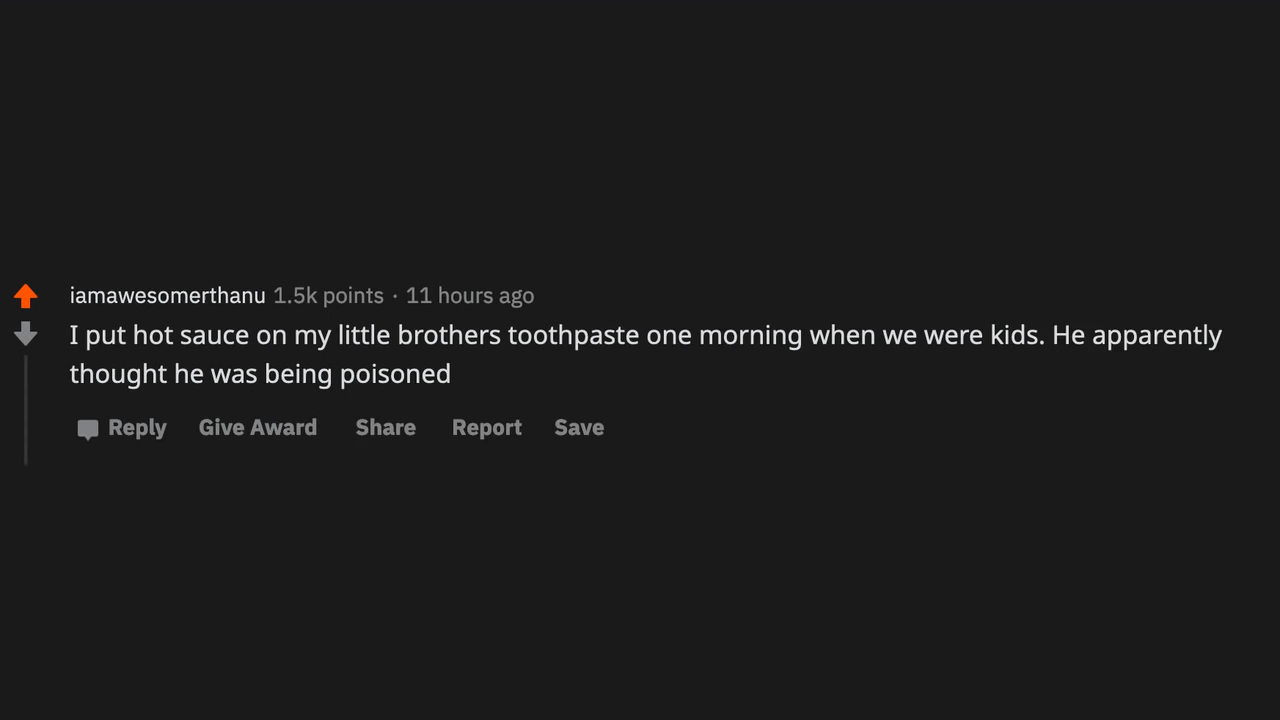 iamawesomerthanu 1.5k points · 11 hours ago
I put hot sauce on my little brothers toothpaste one morning when we were kids. He apparently
thought he was being poisoned
Reply Give Award Share Report Save